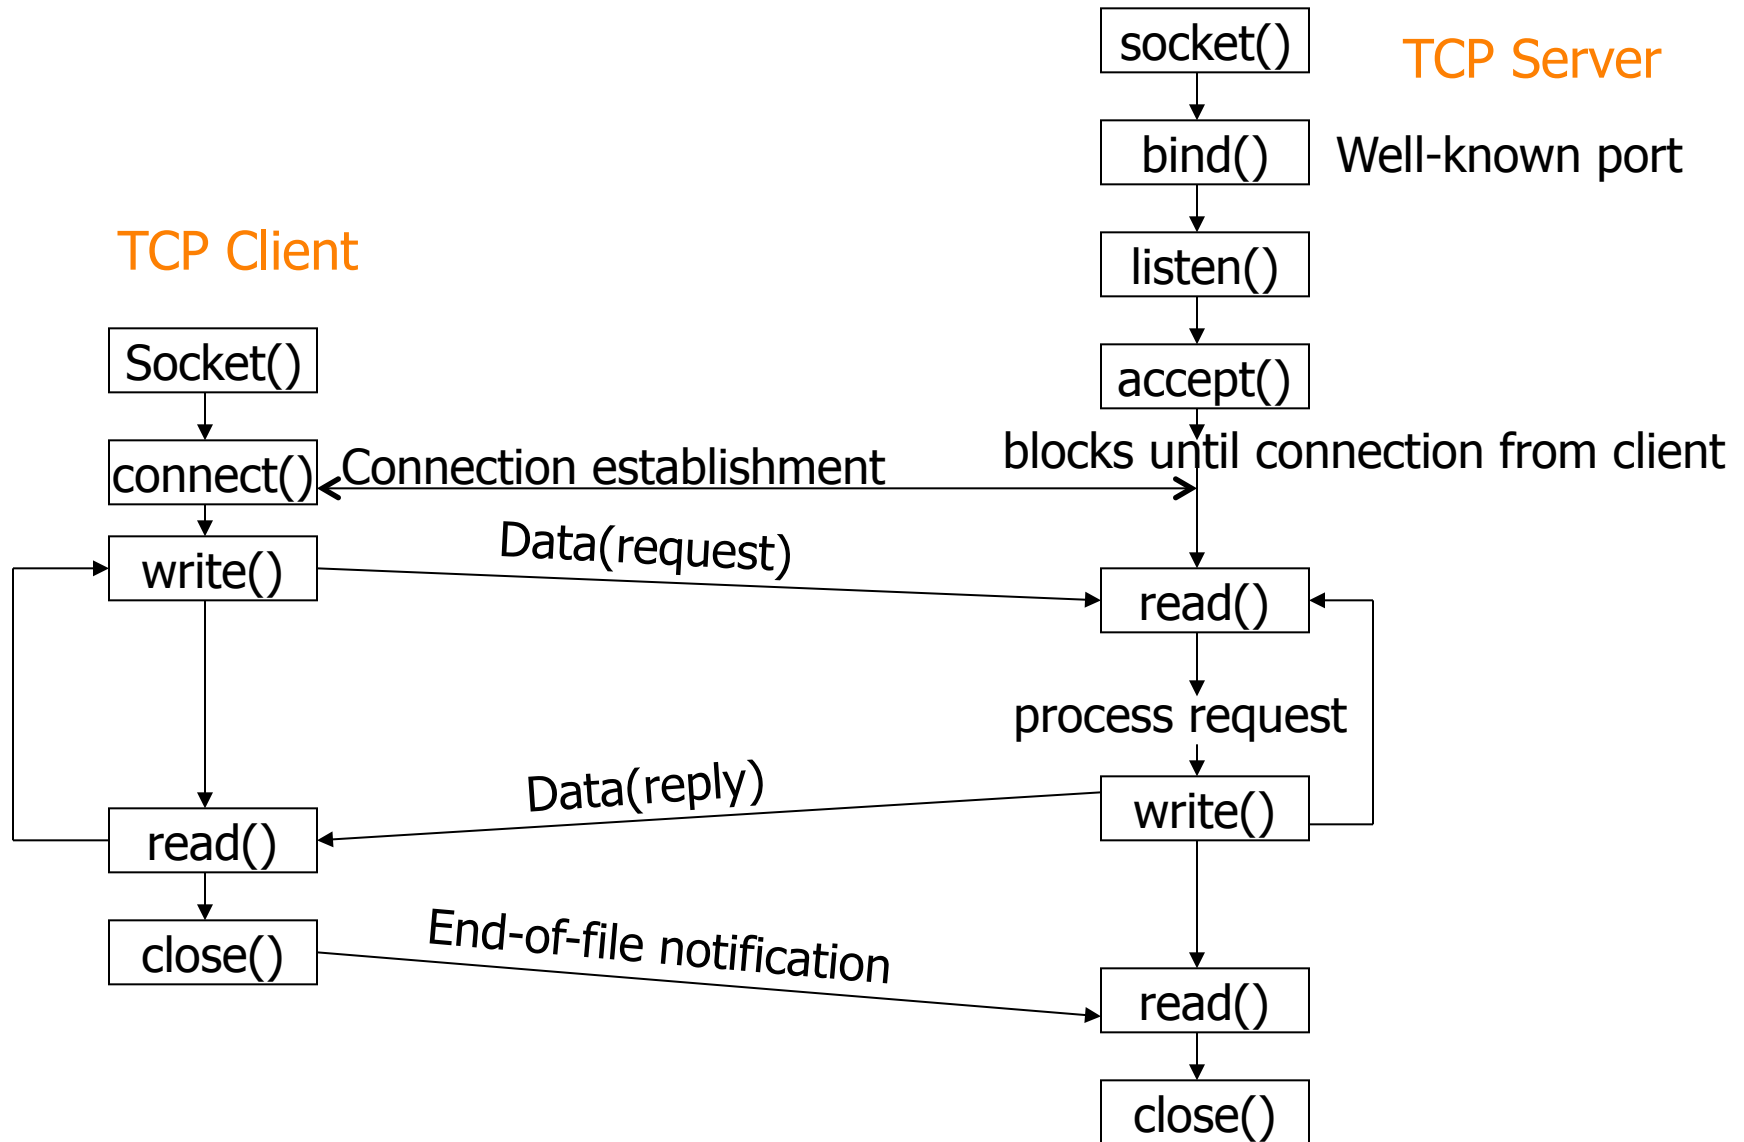 socket()
TCP Server
bind()
Well-known port
TCP Client
listen()
Socket()
accept()
connect()
Connection establishment
blocks until connection from client
Data(request)
write()
read()
process request
Data(reply)
write()
read()
End-of-file notification
close()
read()
close()